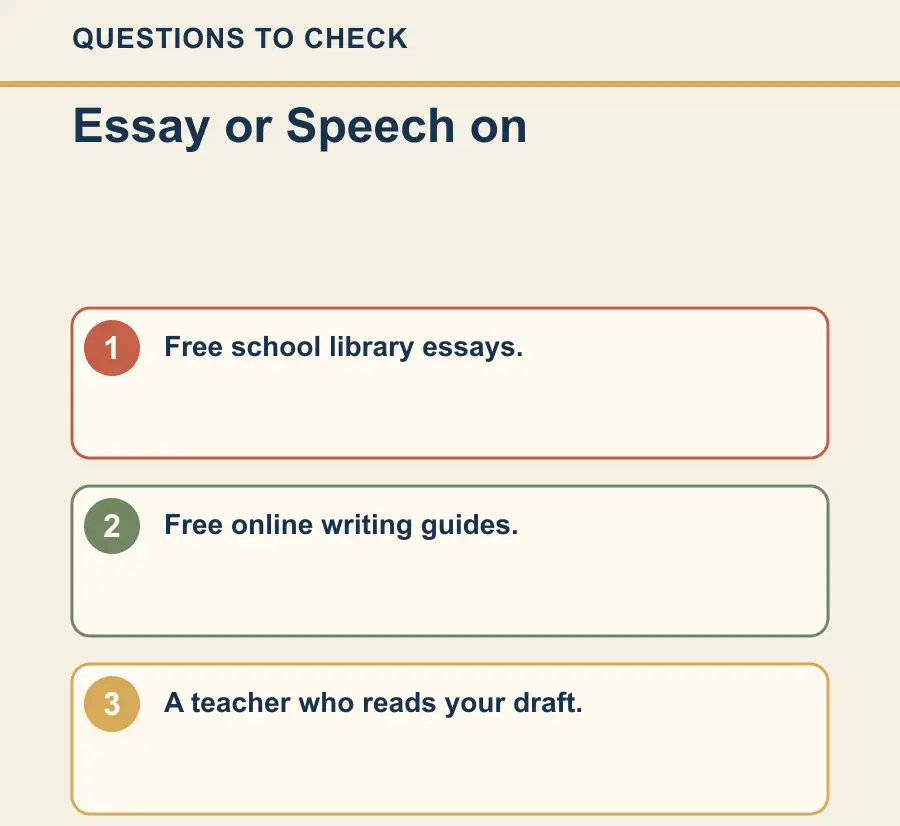 QUESTIONS TO CHECK
Essay or Speech on
1 Free school library essays.
2 Free online writing guides.
3 A teacher who reads your draft.